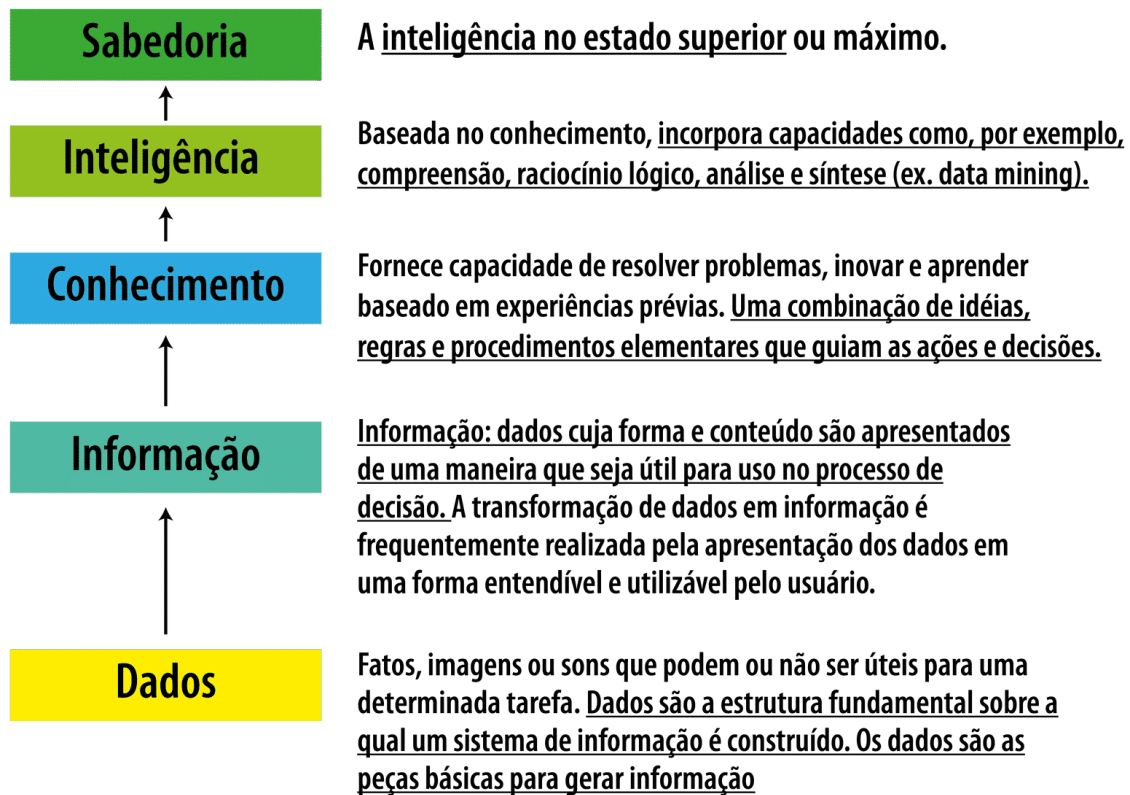 Sabedoria
A inteligência no estado superior ou máximo.
Inteligência
Baseada no conhecimento, incorpora capacidades como, por exemplo,
compreensão, raciocínio lógico, análise e síntese (ex. data mining).
Conhecimento
Fornece capacidade de resolver problemas, inovar e aprender
baseado em experiências prévias. Uma combinação de idéias,
regras e procedimentos elementares que guiam as ações e decisões.
Informação
Informação: dados cuja forma e conteúdo são apresentados
de uma maneira que seja útil para uso no processo de
decisão. A transformação de dados em informação é
frequentemente realizada pela apresentação dos dados em
uma forma entendível e utilizável pelo usuário.
Dados
Fatos, imagens ou sons que podem ou não ser úteis para uma
determinada tarefa. Dados são a estrutura fundamental sobre a
qual um sistema de informação é construído. Os dados são as
peças básicas para gerar informação